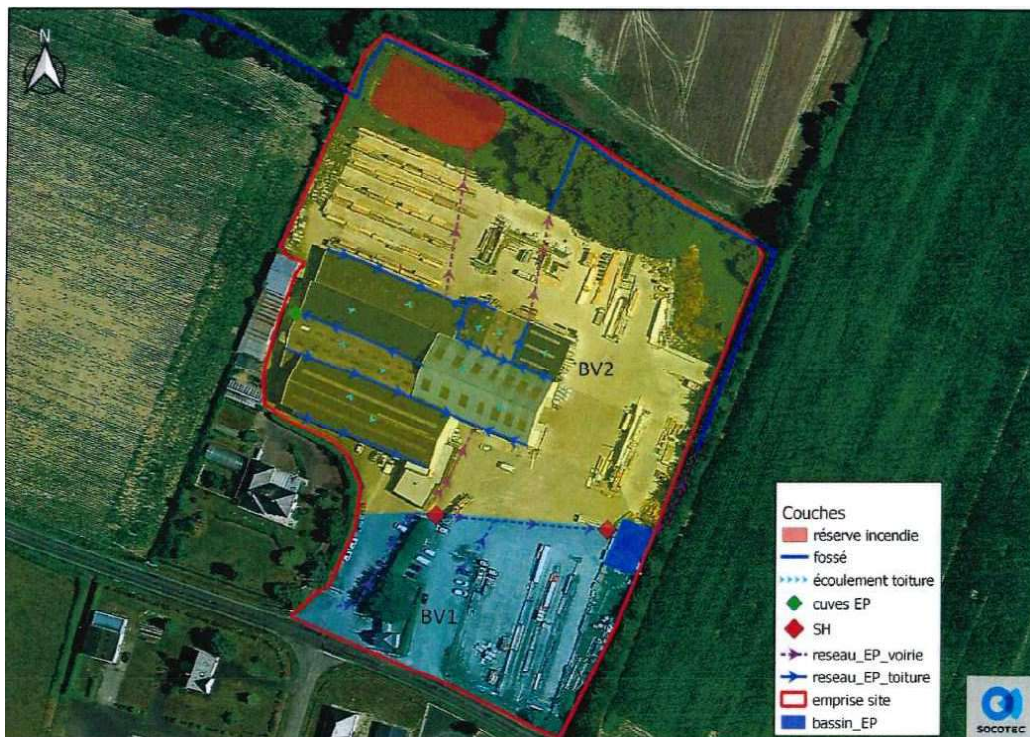 N
BV2
BV1
Couches
réserve incendie
fossé
écoulement toiture
cuves EP
SH
reseau_EP_voirie
reseau_EP_toiture
emprise site
bassin_EP
SOCOTEC